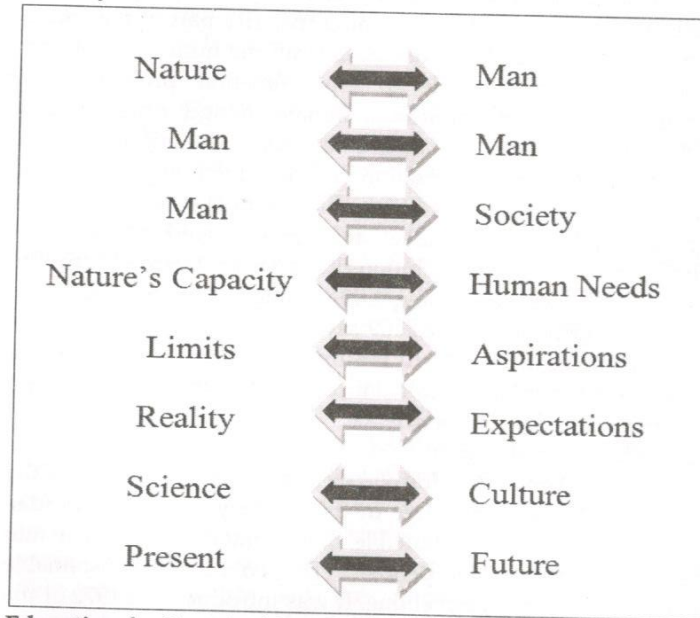 Nature Man
Man Man
Man Society
Nature's Capacity Human Needs
Limits Aspirations
Reality Expectations
Science Culture
Present Future